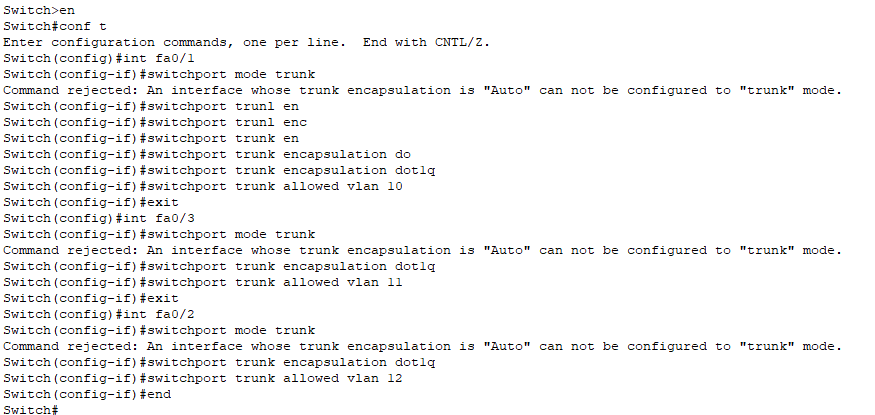 Switch>en
Switch#conf t
Enter configuration commands, one per line.  End with CNTL/Z.
Switch(config)#int fa0/1
Switch(config-if)#switchport mode trunk
Command rejected: An interface whose trunk encapsulation is "Auto" can not be configured to "trunk" mode.
Switch(config-if)#switchport trunl en
Switch(config-if)#switchport trunl enc
Switch(config-if)#switchport trunk en
Switch(config-if)#switchport trunk encapsulation do
Switch(config-if)#switchport trunk encapsulation dot1q
Switch(config-if)#switchport trunk allowed vlan 10
Switch(config-if)#exit
Switch(config)#int fa0/3
Switch(config-if)#switchport mode trunk
Command rejected: An interface whose trunk encapsulation is "Auto" can not be configured to "trunk" mode.
Switch(config-if)#switchport trunk encapsulation dot1q
Switch(config-if)#switchport trunk allowed vlan 11
Switch(config-if)#exit
Switch(config)#int fa0/2
Switch(config-if)#switchport mode trunk
Command rejected: An interface whose trunk encapsulation is "Auto" can not be configured to "trunk" mode.
Switch(config-if)#switchport trunk encapsulation dot1q
Switch(config-if)#switchport trunk allowed vlan 12
Switch(config-if)#end
Switch#